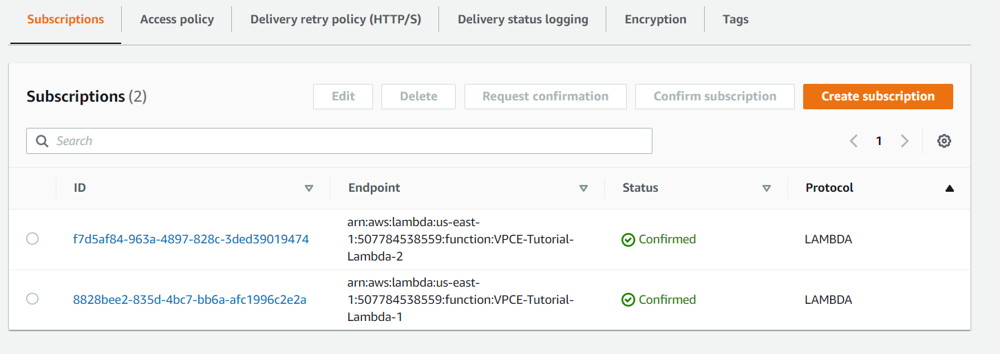 Subscriptions Access policy Delivery retry policy (HTTP/S) Delivery status logging Encryption Tags
Subscriptions (2) Edit Delete Request confirmation Confirm subscription Create subscription
Search 1
ID Endpoint Status Protocol
arn:aws:lambda:us-east-
f7d5af84-963a-4897-828c-3ded39019474 1:507784538559:function:VPCE-Tutorial- Confirmed LAMBDA
Lambda-2
arn:aws:lambda:us-east-
8828bee2-835d-4bc7-bb6a-afc1996c2e2a 1:507784538559:function:VPCE-Tutorial- Confirmed LAMBDA
Lambda-1